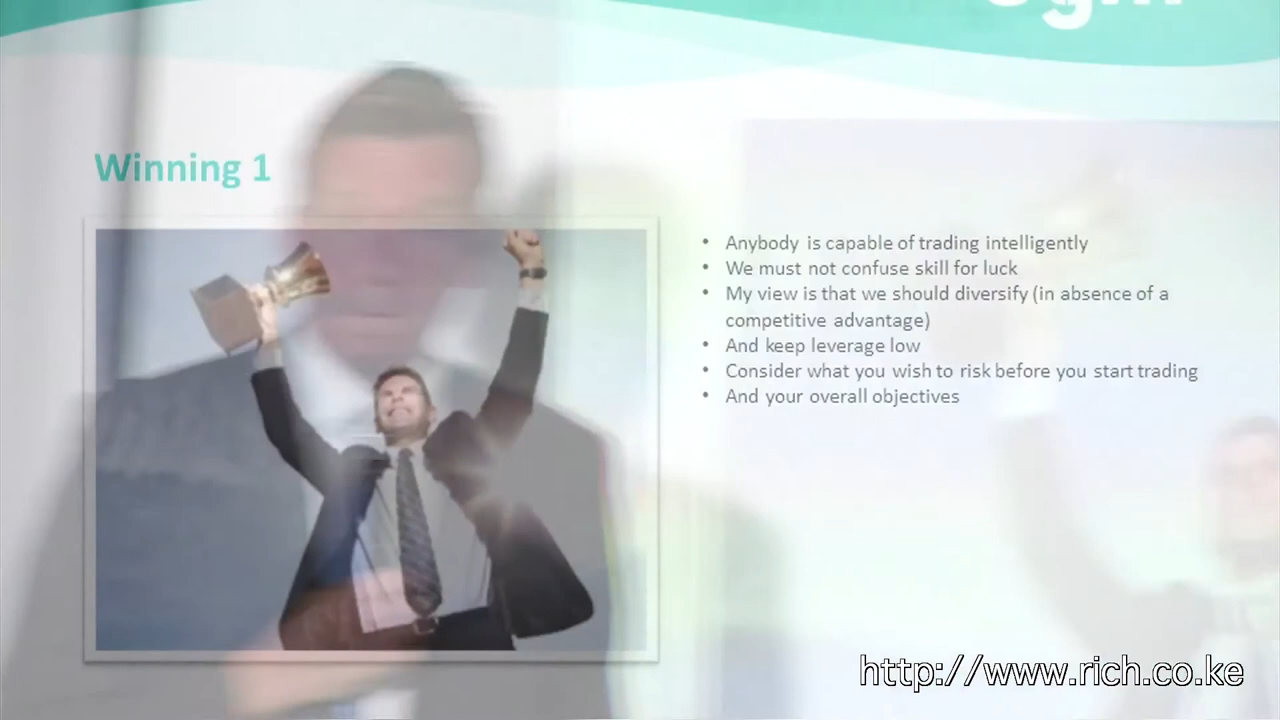 Winning 1
• Anybody is capable of trading intelligently
• We must not confuse skill for luck
• My view is that we should diversify (in absence of a
competitive advantage)
• And keep leverage low
• Consider what you wish to risk before you start trading
• And your overall objectives
http://www.rich.co.ke